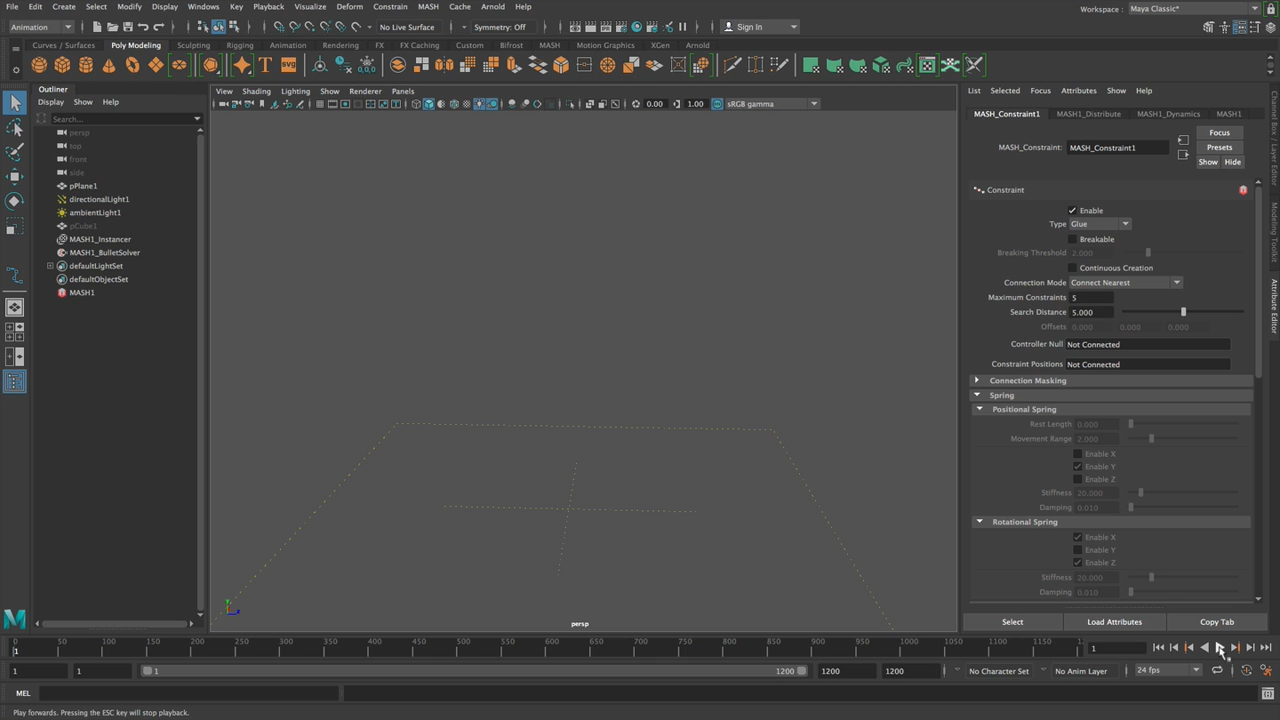 File Edit Create Select Modify Display Windows Key Playback Visualize Deform Constrain MASH Cache Arnold Help
Workspace : Maya Classic*
Animation No Live Surface Symmetry: Off Sign In
Curves / Surfaces Poly Modeling Sculpting Rigging Animation Rendering FX FX Caching Custom Bifrost MASH Motion Graphics XGen Arnold
Outliner
Display Show Help
Search...
persp
top
front
side
pPlane1
directionalLight1
ambientLight1
pCube1
MASH1_Instancer
MASH1_BulletSolver
defaultLightSet
defaultObjectSet
MASH1
View Shading Lighting Show Renderer Panels
0.00 1.00 sRGB gamma
persp
List Selected Focus Attributes Show Help
MASH_Constraint1 MASH1_Distribute MASH1_Dynamics MASH1
Focus
MASH_Constraint: MASH_Constraint1 Presets
Show Hide
Constraint
Enable
Type Glue
Breakable
Breaking Threshold 2.000
Continuous Creation
Connection Mode Connect Nearest
Maximum Constraints 5
Search Distance 5.000
Offsets 0.000 0.000 0.000
Controller Null Not Connected
Constraint Positions Not Connected
Connection Masking
Spring
Positional Spring
Rest Length 0.000
Movement Range 2.000
Enable X
Enable Y
Enable Z
Stiffness 20.000
Damping 0.010
Rotational Spring
Enable X
Enable Y
Enable Z
Stiffness 20.000
Damping 0.010
Select Load Attributes Copy Tab
Channel Box / Layer Editor
Modeling Toolkit
Attribute Editor
0 50 100 150 200 250 300 350 400 450 500 550 600 650 700 750 800 850 900 950 1000 1050 1100 1150 12
1 1
1 1 1 1200 1200 1200 No Character Set No Anim Layer 24 fps
MEL
Play forwards. Pressing the ESC key will stop playback.